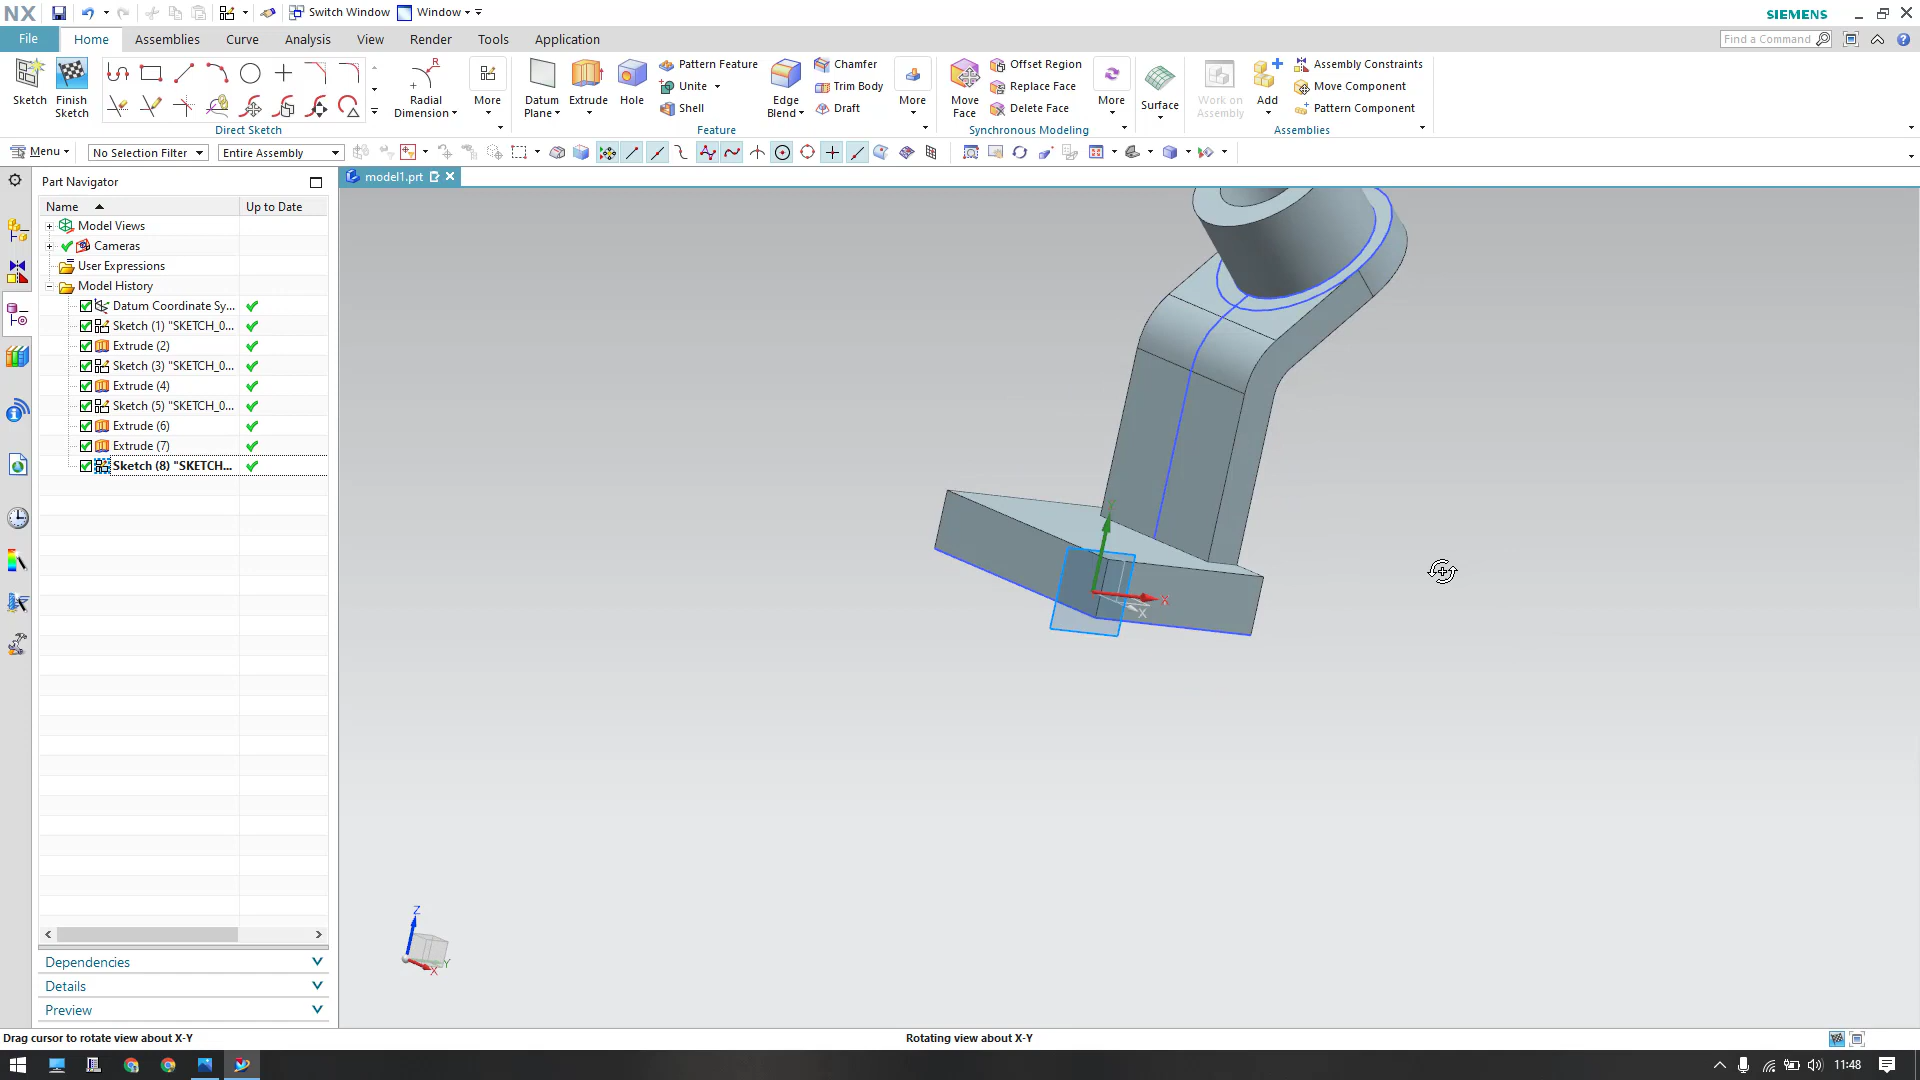 NX Switch Window Window SIEMENS
File Home Assemblies Curve Analysis View Render Tools Application Find a Command
Sketch Finish Sketch Radial Dimension More Datum Plane Extrude Hole Pattern Feature Unite Shell Edge Blend Chamfer Trim Body Draft More Move Face Offset Region Replace Face Delete Face More Surface Work on Assembly Add Assembly Constraints Move Component Pattern Component
Direct Sketch Feature Synchronous Modeling Assemblies
Menu No Selection Filter Entire Assembly
Part Navigator model1.prt
Name Up to Date
Model Views
Cameras
User Expressions
Model History
Datum Coordinate Sy...
Sketch (1) "SKETCH_0...
Extrude (2)
Sketch (3) "SKETCH_0...
Extrude (4)
Sketch (5) "SKETCH_0...
Extrude (6)
Extrude (7)
Sketch (8) "SKETCH...
Y
X
X
Z
Y
X
Dependencies
Details
Preview
Drag cursor to rotate view about X-Y Rotating view about X-Y
11:48